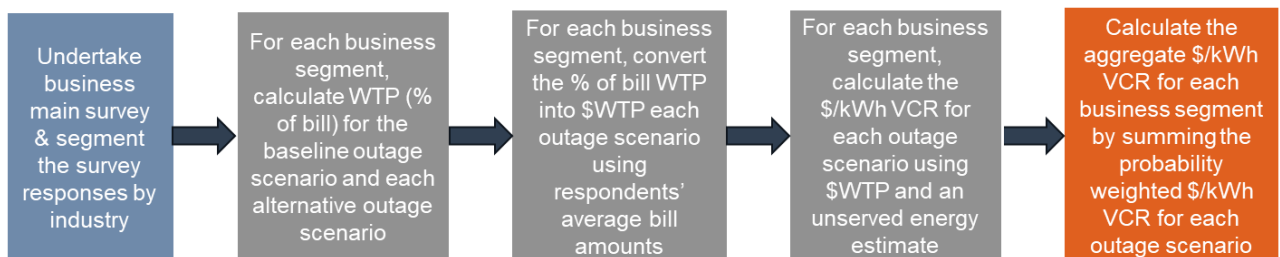 Undertake
business
main survey
& segment
the survey
responses by
industry
For each business
segment,
calculate WTP (%
of bill) for the
baseline outage
scenario and each
alternative outage
scenario
For each business
segment, convert
the % of bill WTP
into $WTP each
outage scenario
using
respondents'
average bill
amounts
For each business
segment,
calculate the
$/kWh VCR for
each outage
scenario using
$WTP and an
unserved energy
estimate
Calculate the
aggregate $/kWh
VCR for each
business segment
by summing the
probability
weighted $/kWh
VCR for each
outage scenario